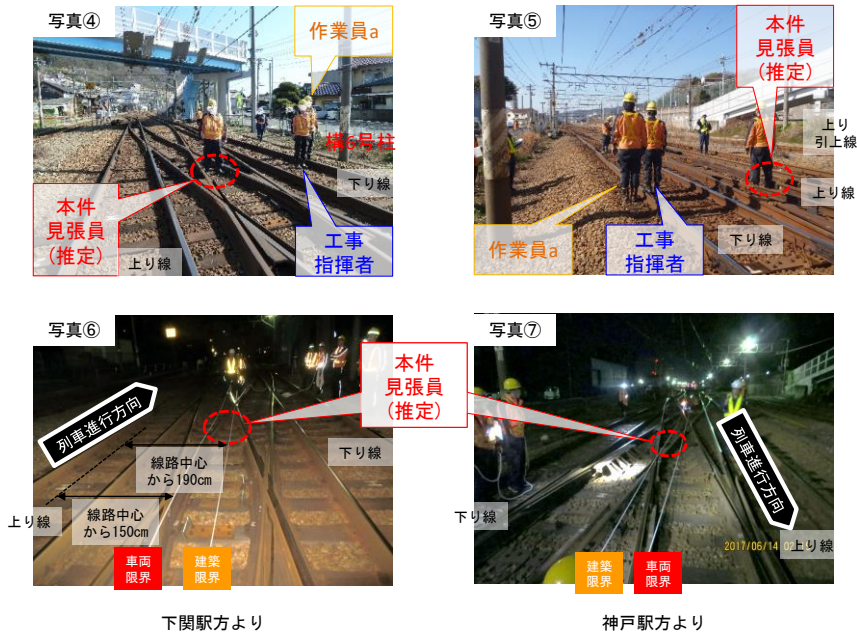 写真④
作業員a
構6号柱
下り線
本件
見張員
(推定)
上り線
工事
指揮者
写真⑤
本件
見張員
(推定)
上り
引上線
上り線
作業員a
工事
指揮者
下り線
写真⑥
列車進行方向
線路中心
から190cm
下り線
上り線
線路中心
から150cm
車両
限界
建築
限界
本件
見張員
(推定)
写真⑦
列車進行方向
下り線
2017/06/14
上り線
建築
限界
車両
限界
下関駅方より
神戸駅方より